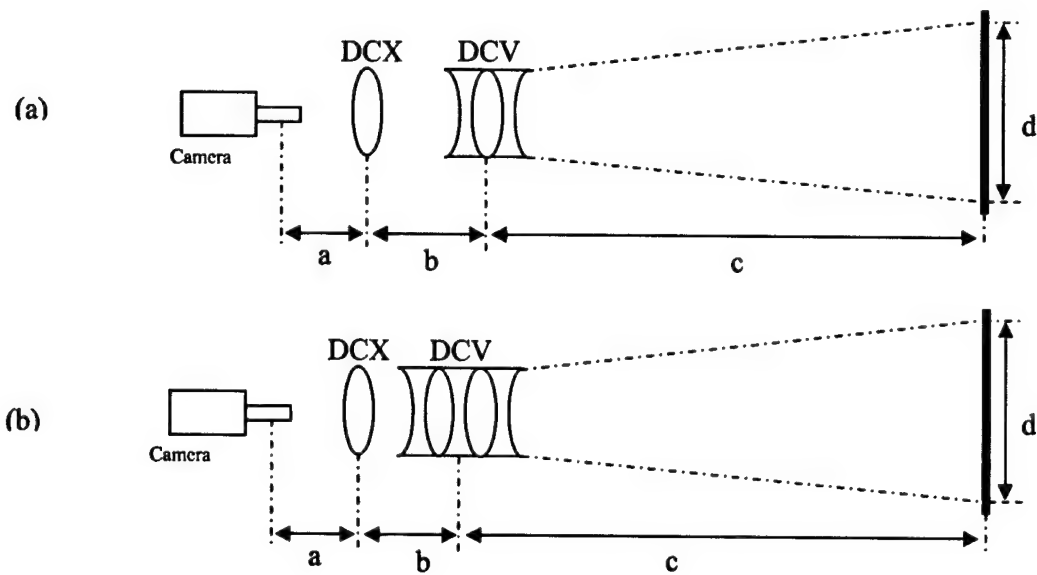 DCX DCV
(a)
Camera
d
a b c
DCX DCV
(b)
Camera
d
a b c